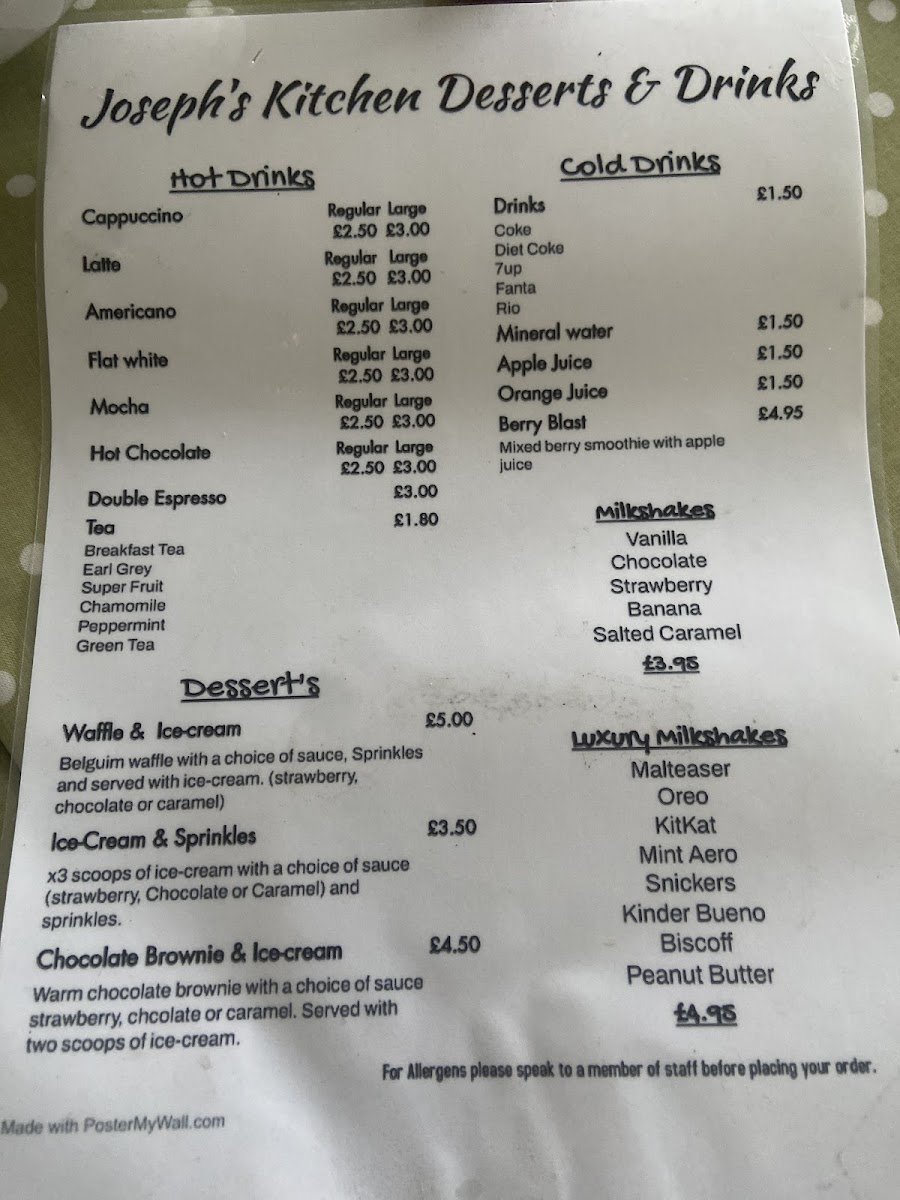 Joseph's Kitchen Desserts & Drinks
Hot Drinks
Cappuccino
Regular Large
£2.50 £3.00
Latte
Regular Large
£2.50 £3.00
Americano
Regular Large
£2.50 £3.00
Flat white
Regular Large
£2.50 £3.00
Mocha
Regular Large
£2.50 £3.00
Hot Chocolate
Regular Large
£2.50 £3.00
Double Espresso £3.00
Tea £1.80
Breakfast Tea
Earl Grey
Super Fruit
Chamomile
Peppermint
Green Tea
Dessert's
Waffle & Ice-cream £5.00
Belguim waffle with a choice of sauce, Sprinkles
and served with ice-cream. (strawberry,
chocolate or caramel)
Ice-Cream & Sprinkles £3.50
x3 scoops of ice-cream with a choice of sauce
(strawberry, Chocolate or Caramel) and
sprinkles.
Chocolate Brownie & Ice-cream £4.50
Warm chocolate brownie with a choice of sauce
strawberry, chcolate or caramel. Served with
two scoops of ice-cream.
Cold Drinks
Drinks £1.50
Coke
Diet Coke
7up
Fanta
Rio
Mineral water £1.50
Apple Juice £1.50
Orange Juice £1.50
Berry Blast £4.95
Mixed berry smoothie with apple
juice
Milkshakes
Vanilla
Chocolate
Strawberry
Banana
Salted Caramel
£3.95
Luxury Milkshakes
Malteaser
Oreo
KitKat
Mint Aero
Snickers
Kinder Bueno
Biscoff
Peanut Butter
£4.95
For Allergens please speak to a member of staff before placing your order.
Made with PosterMyWall.com